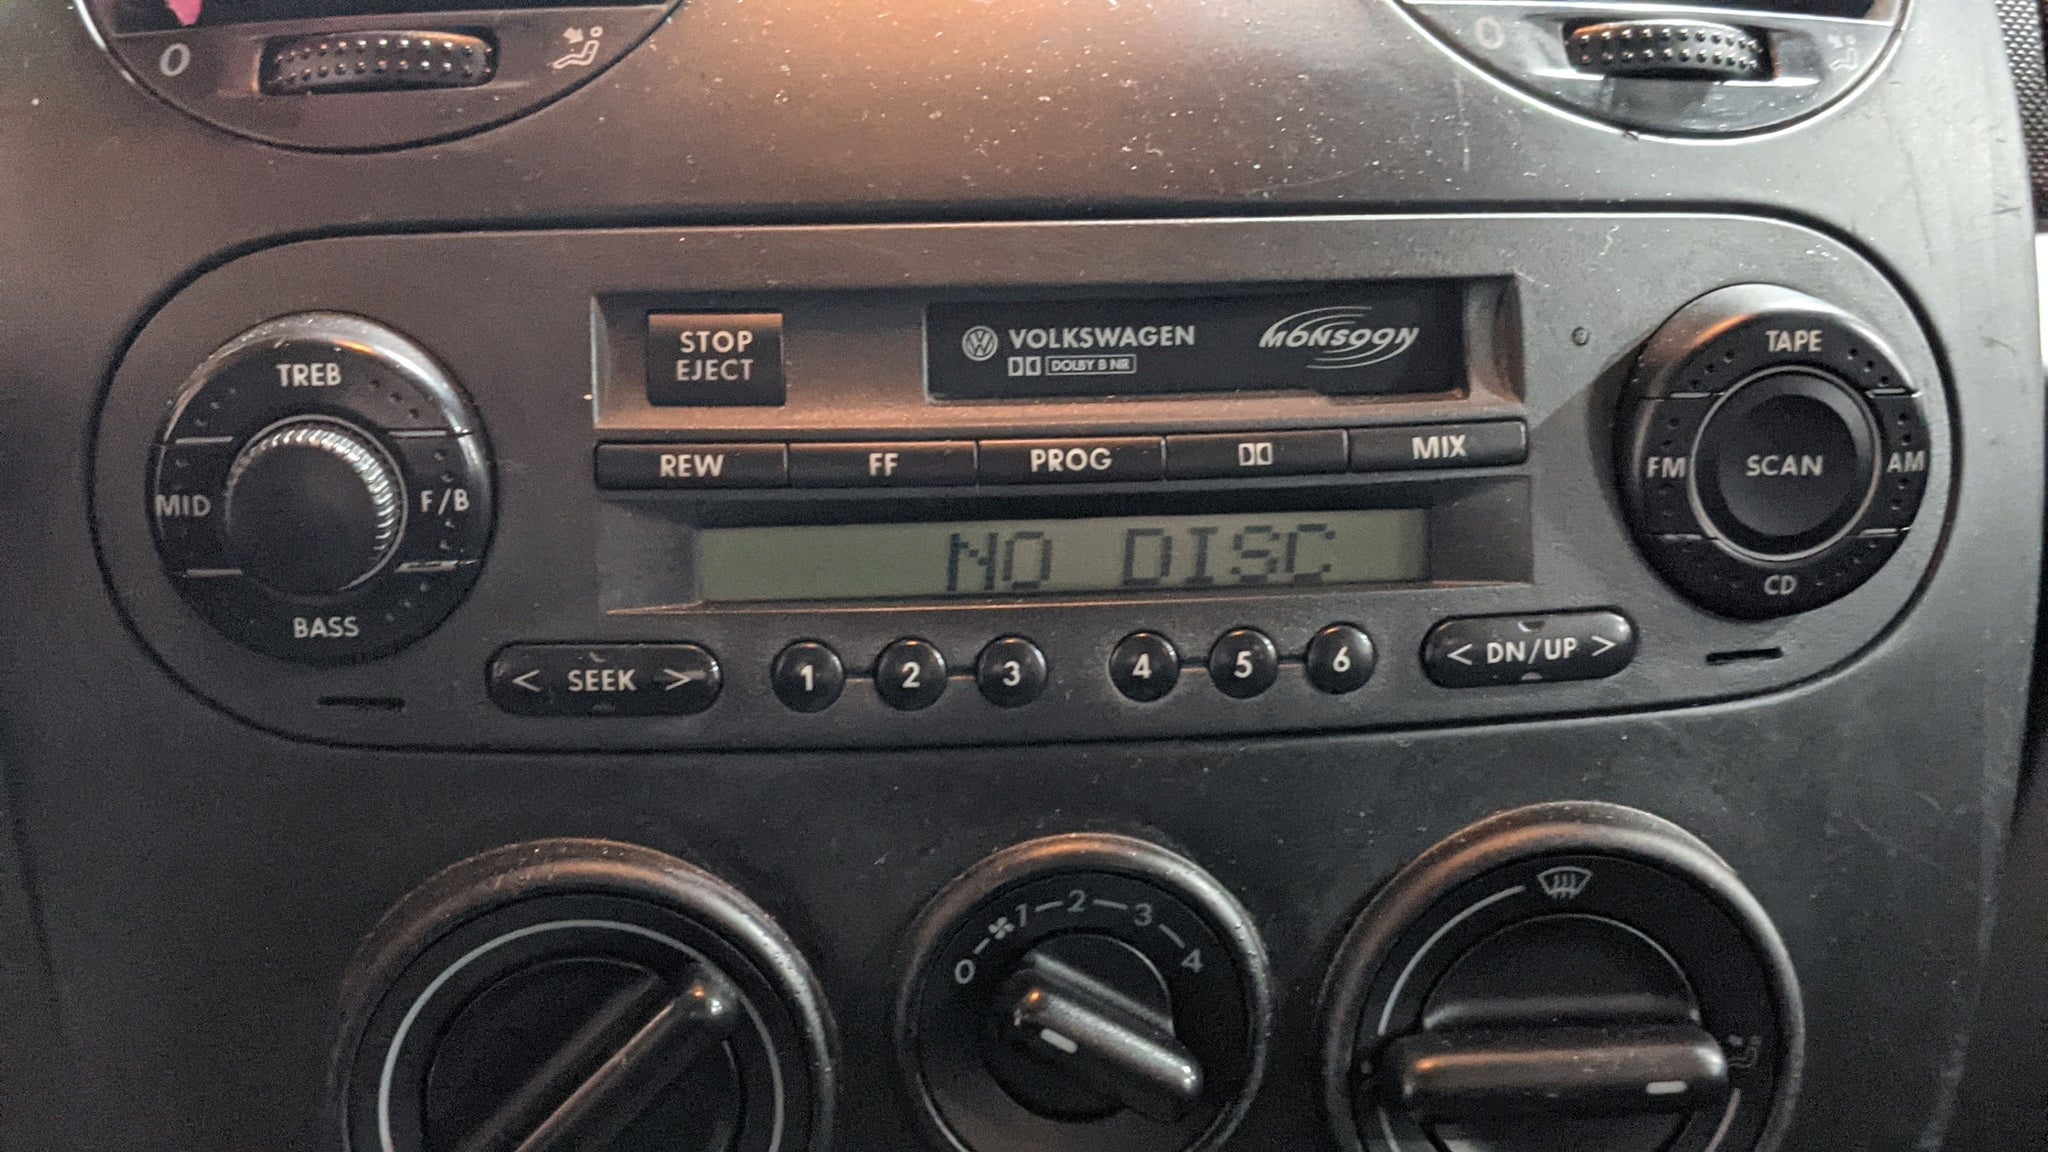 0
0
STOP
EJECT
VOLKSWAGEN
DOLBY B NR
MONSOON
TAPE
TREB
REW
FF
PROG
MIX
FM
SCAN
AM
MID
F/B
NO DISC
CD
BASS
< SEEK >
1
2
3
4
5
6
< DN/UP >
0
1
2
3
4